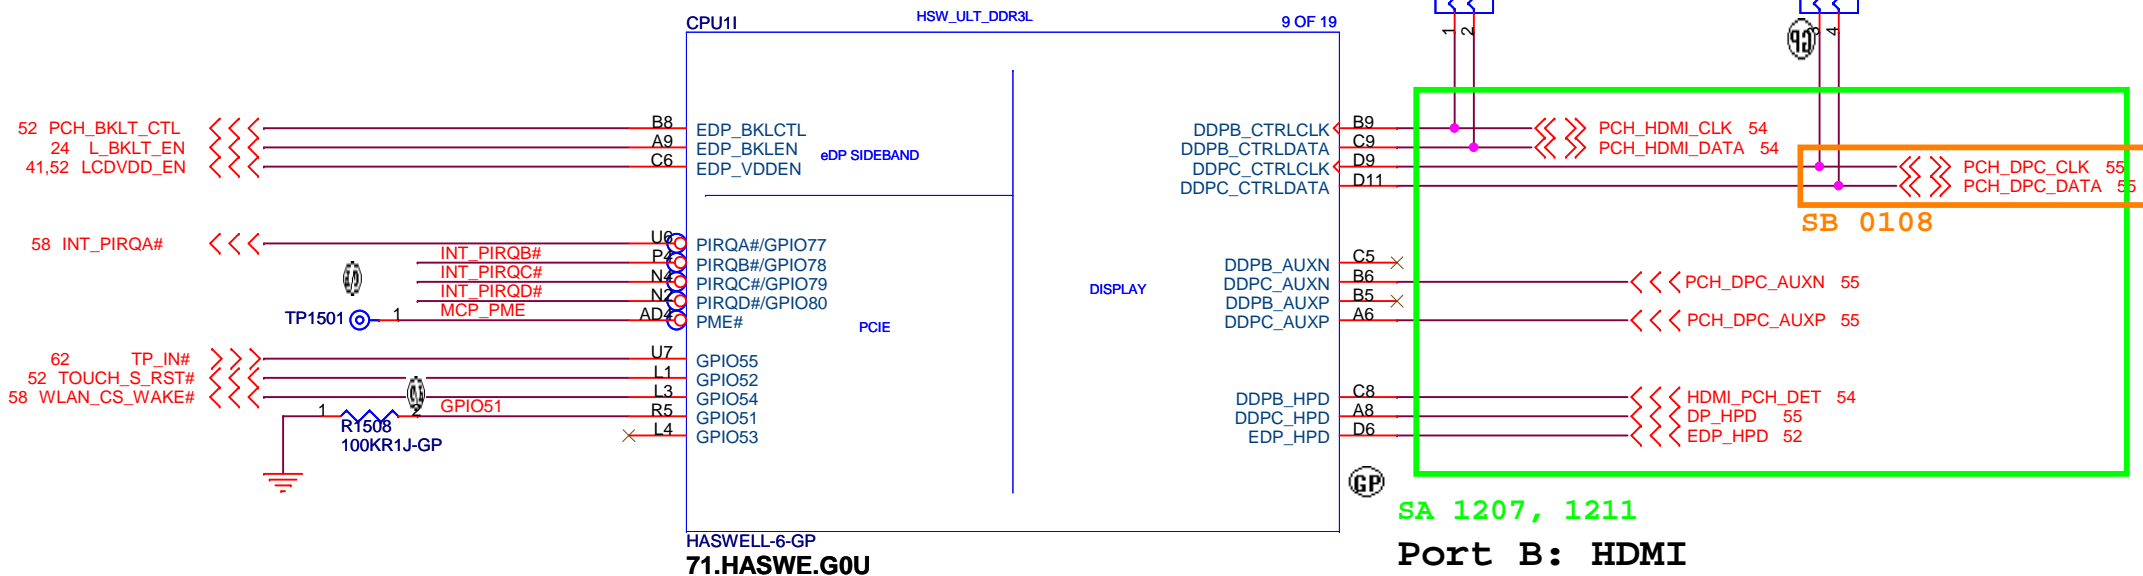 CPU1I
HSW_ULT_DDR3L
9 OF 19
1
2
3
4
GP
52 PCH_BKLT_CTL
24 L_BKLT_EN
41,52 LCDVDD_EN
B8
A9
C6
EDP_BKLCTL
EDP_BKLEN
EDP_VDDEN
eDP SIDEBAND
DDPB_CTRLCLK
DDPB_CTRLDATA
DDPC_CTRLCLK
DDPC_CTRLDATA
B9
C9
D9
D11
PCH_HDMI_CLK 54
PCH_HDMI_DATA 54
PCH_DPC_CLK 55
PCH_DPC_DATA 55
SB 0108
58 INT_PIRQA#
INT_PIRQB#
INT_PIRQC#
INT_PIRQD#
MCP_PME
TP1501
1
U6
P4
N4
N2
AD4
PIRQA#/GPIO77
PIRQB#/GPIO78
PIRQC#/GPIO79
PIRQD#/GPIO80
PME#
PCIE
DISPLAY
DDPB_AUXN
DDPC_AUXN
DDPB_AUXP
DDPC_AUXP
C5
B6
B5
A6
PCH_DPC_AUXN 55
PCH_DPC_AUXP 55
62 TP_IN#
52 TOUCH_S_RST#
58 WLAN_CS_WAKE#
GPIO51
1
2
R1508
100KR1J-GP
U7
L1
L3
R5
L4
GPIO55
GPIO52
GPIO54
GPIO51
GPIO53
DDPB_HPD
DDPC_HPD
EDP_HPD
C8
A8
D6
HDMI_PCH_DET 54
DP_HPD 55
EDP_HPD 52
GP
SA 1207, 1211
HASWELL-6-GP
71.HASWE.G0U
Port B: HDMI